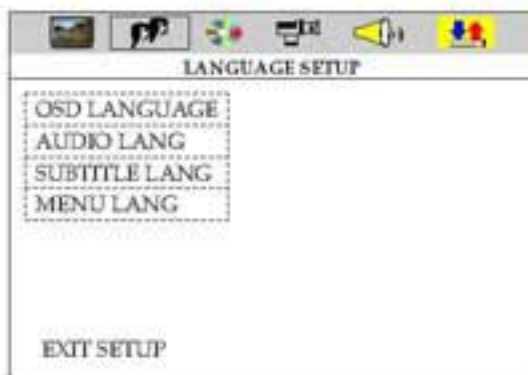 LANGUAGE SETUP
OSD LANGUAGE
AUDIO LANG
SUBTITLE LANG
MENU LANG
EXIT SETUP